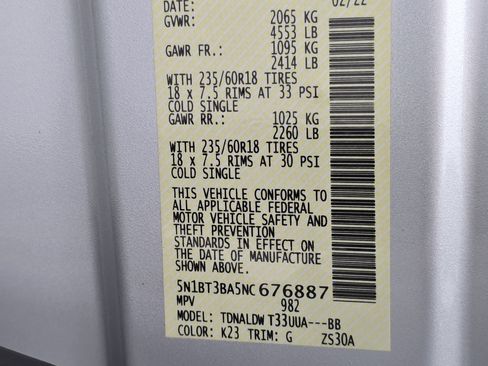 DATE: 02/22
GVWR: 2065 KG
4553 LB
GAWR FR.: 1095 KG
2414 LB
WITH 235/60R18 TIRES
18 x 7.5 RIMS AT 33 PSI
COLD SINGLE
GAWR RR.: 1025 KG
2260 LB
WITH 235/60R18 TIRES
18 x 7.5 RIMS AT 30 PSI
COLD SINGLE
THIS VEHICLE CONFORMS TO
ALL APPLICABLE FEDERAL
MOTOR VEHICLE SAFETY AND
THEFT PREVENTION
STANDARDS IN EFFECT ON
THE DATE OF MANUFACTURE
SHOWN ABOVE.
5N1BT3BA5NC676887
MPV 982
MODEL: TDNALDW T33UUA---BB
COLOR: K23 TRIM: G ZS30A